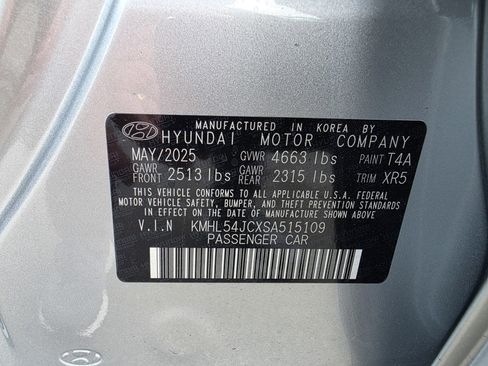 MANUFACTURED IN KOREA BY
HYUNDAI MOTOR COMPANY
MAY/2025 GVWR 4663 lbs PAINT T4A
GAWR FRONT 2513 lbs GAWR REAR 2315 lbs TRIM XR5
THIS VEHICLE CONFORMS TO ALL APPLICABLE U.S.A. FEDERAL
MOTOR VEHICLE SAFETY, BUMPER, AND THEFT PREVENTION
STANDARDS IN EFFECT ON THE DATE OF
MANUFACTURE SHOWN ABOVE
V.I.N KMHL54JCXSA515109
PASSENGER CAR